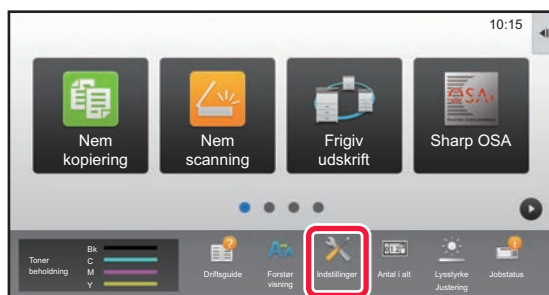 10:15
Nem
kopiering
Nem
scanning
Frigiv
udskrift
OSA
Sharp OSA
Toner
beholdning
Bk
C
M
Y
Driftsguide
Forstør
visning
Indstillinger
Antal i alt
Lysstyrke
Justering
Jobstatus